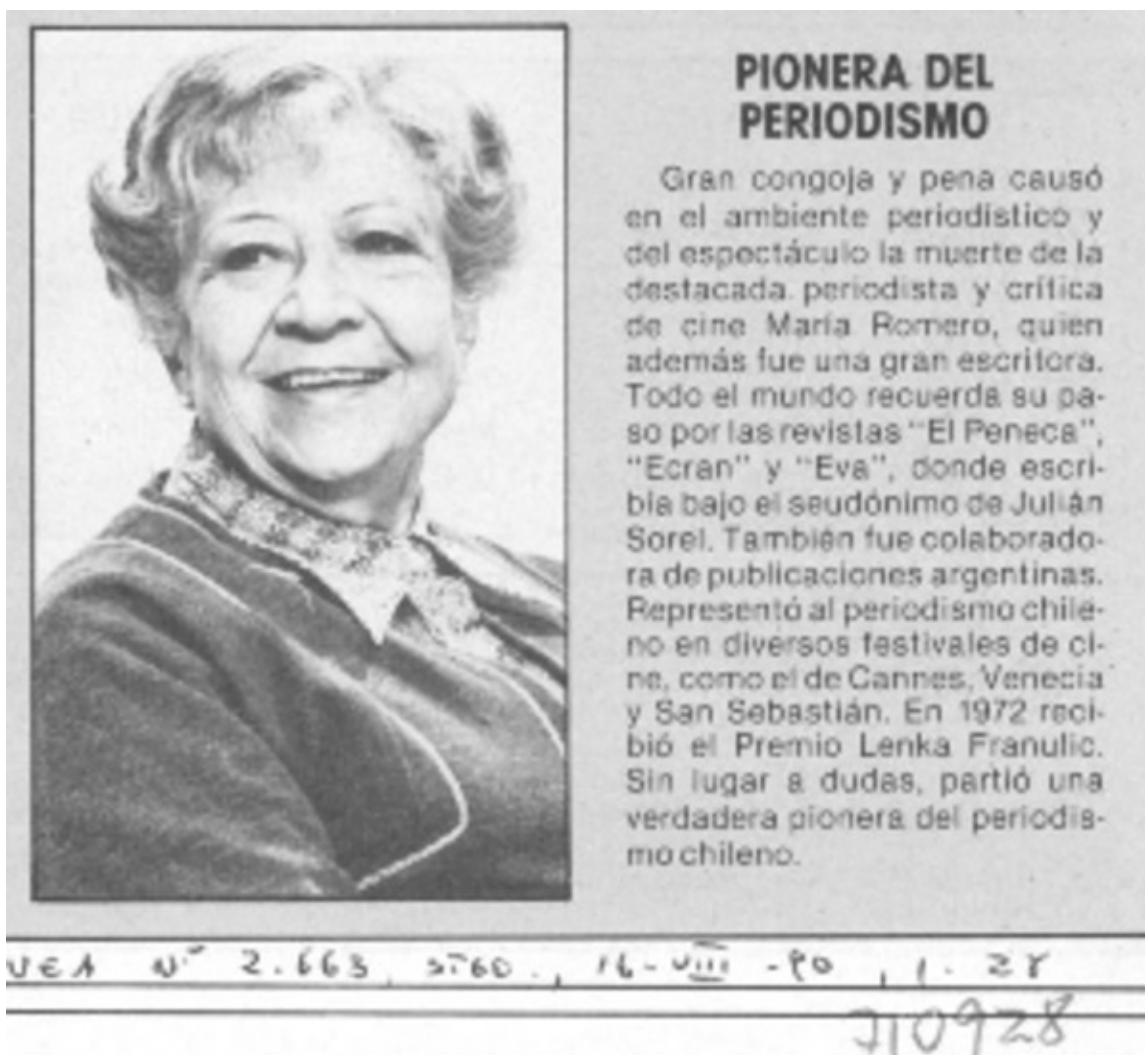 PIONERA DEL
PERIODISMO
Gran congoja y pena causó
en el ambiente periodístico y
del espectáculo la muerte de la
destacada periodista y crítica
de cine María Romero, quien
además fue una gran escritora.
Todo el mundo recuerda su pa-
so por las revistas "El Peneca",
"Ecran" y "Eva", donde escri-
bía bajo el seudónimo de Julián
Sorel. También fue colaborado-
ra de publicaciones argentinas.
Representó al periodismo chile-
no en diversos festivales de ci-
ne, como el de Cannes, Venecia
y San Sebastián. En 1972 reci-
bió el Premio Lenka Franulic.
Sin lugar a dudas, partió una
verdadera pionera del periodis-
mo chileno.
VEA Nº 2.663, STGO., 16-VIII-90, 28
710928